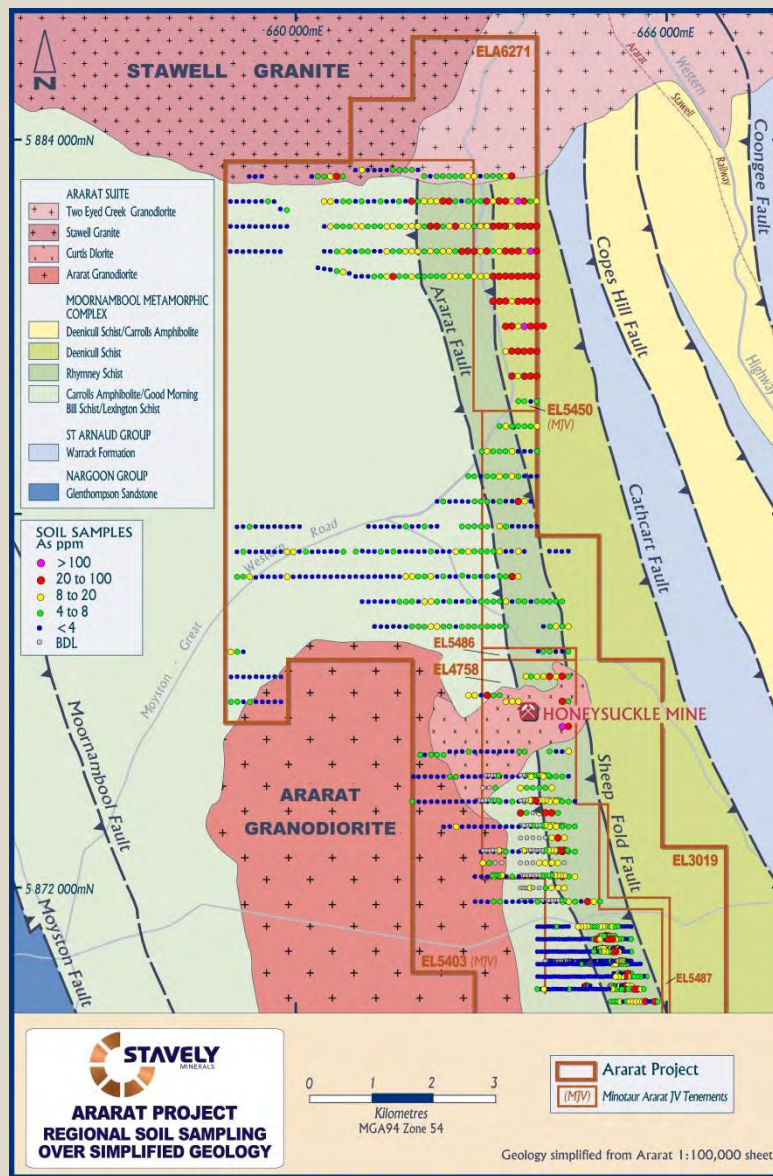 660 000mE
666 000mE
ELA6271
STAWELL GRANITE
N
Ararat
Stawell
Railway
Western
Highway
5 884 000mN
Coongee Fault
Copes Hill Fault
Cathcart Fault
Ararat Fault
ARARAT SUITE
Two Eyed Creek Granodiorite
Stawell Granite
Curtis Diorite
Ararat Granodiorite
MOORNAMBOOL METAMORPHIC
COMPLEX
Deenicull Schist/Carrolls Amphibolite
Deenicull Schist
Rhymney Schist
Carrolls Amphibolite/Good Morning
Bill Schist/Lexington Schist
ST ARNAUD GROUP
Warrack Formation
NARGOON GROUP
Glenthompson Sandstone
EL5450
(MJV)
SOIL SAMPLES
As ppm
>100
20 to 100
8 to 20
4 to 8
<4
BDL
Moyston - Great Western Road
EL5486
EL4758
HONEYSUCKLE MINE
Moornambool Fault
ARARAT
GRANODIORITE
Sheep Fold Fault
EL3019
5 872 000mN
Moyston Fault
EL5403 (MJV)
EL5487
STAVELY
MINERALS
ARARAT PROJECT
REGIONAL SOIL SAMPLING
OVER SIMPLIFIED GEOLOGY
0 1 2 3
Kilometres
MGA94 Zone 54
Ararat Project
(MJV) Minotaur Ararat JV Tenements
Geology simplified from Ararat 1:100,000 sheet